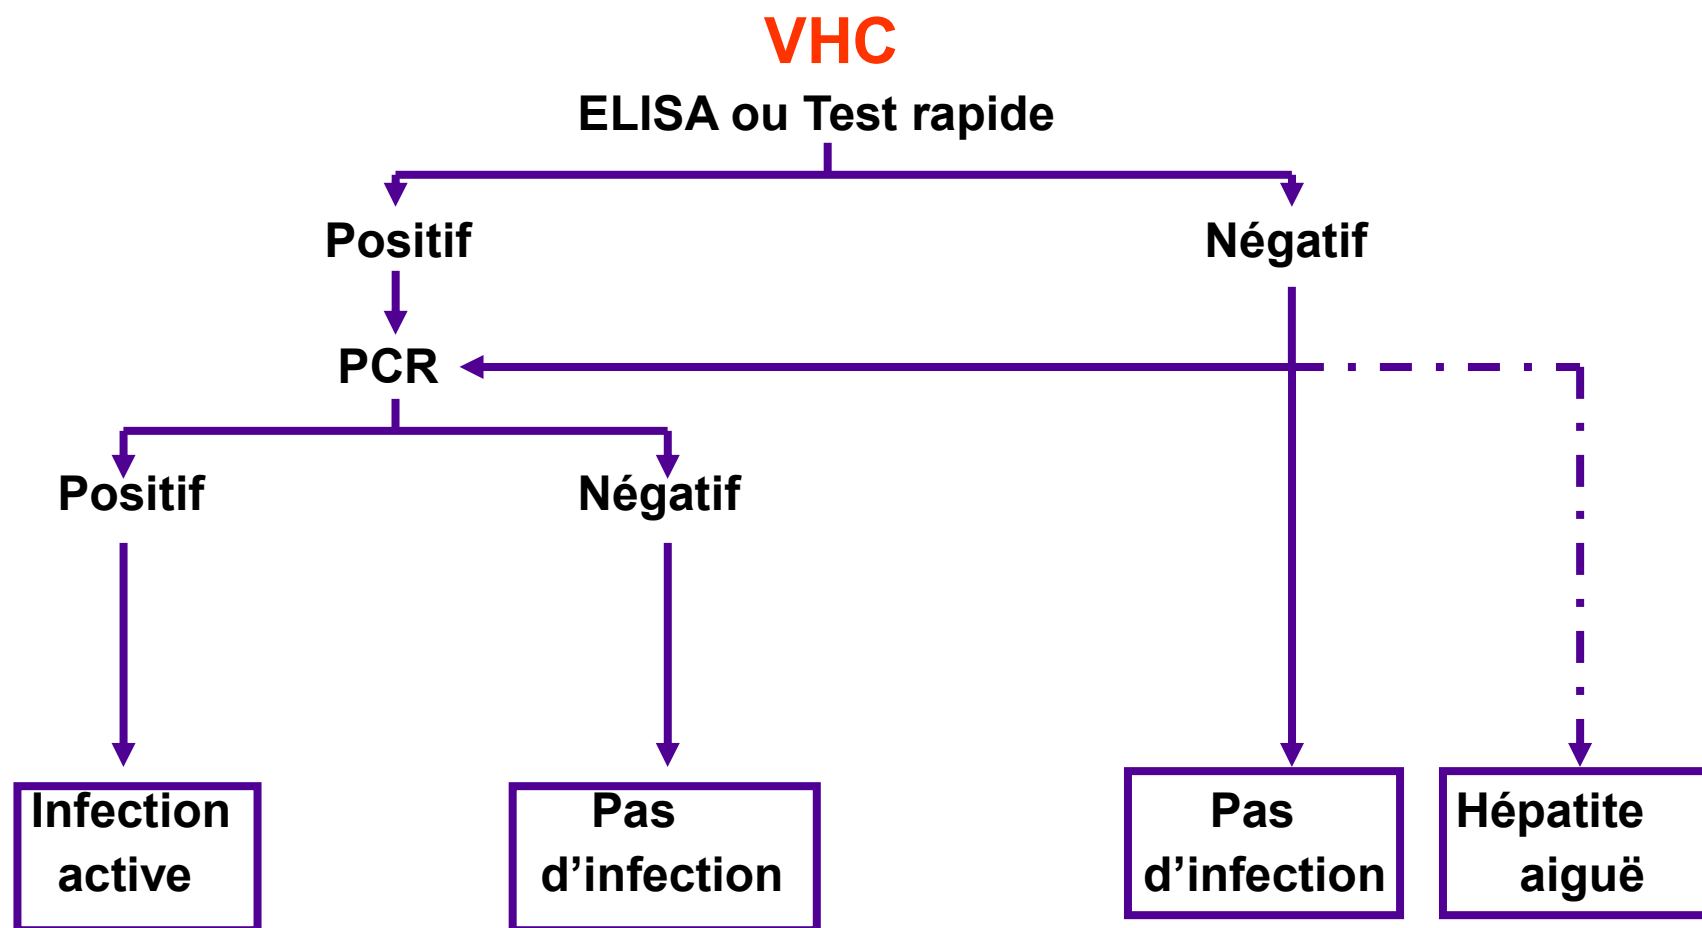 VHC
ELISA ou Test rapide
Positif
Négatif
PCR
Positif
Négatif
Infection
active
Pas
d’infection
Pas
d’infection
Hépatite
aiguë